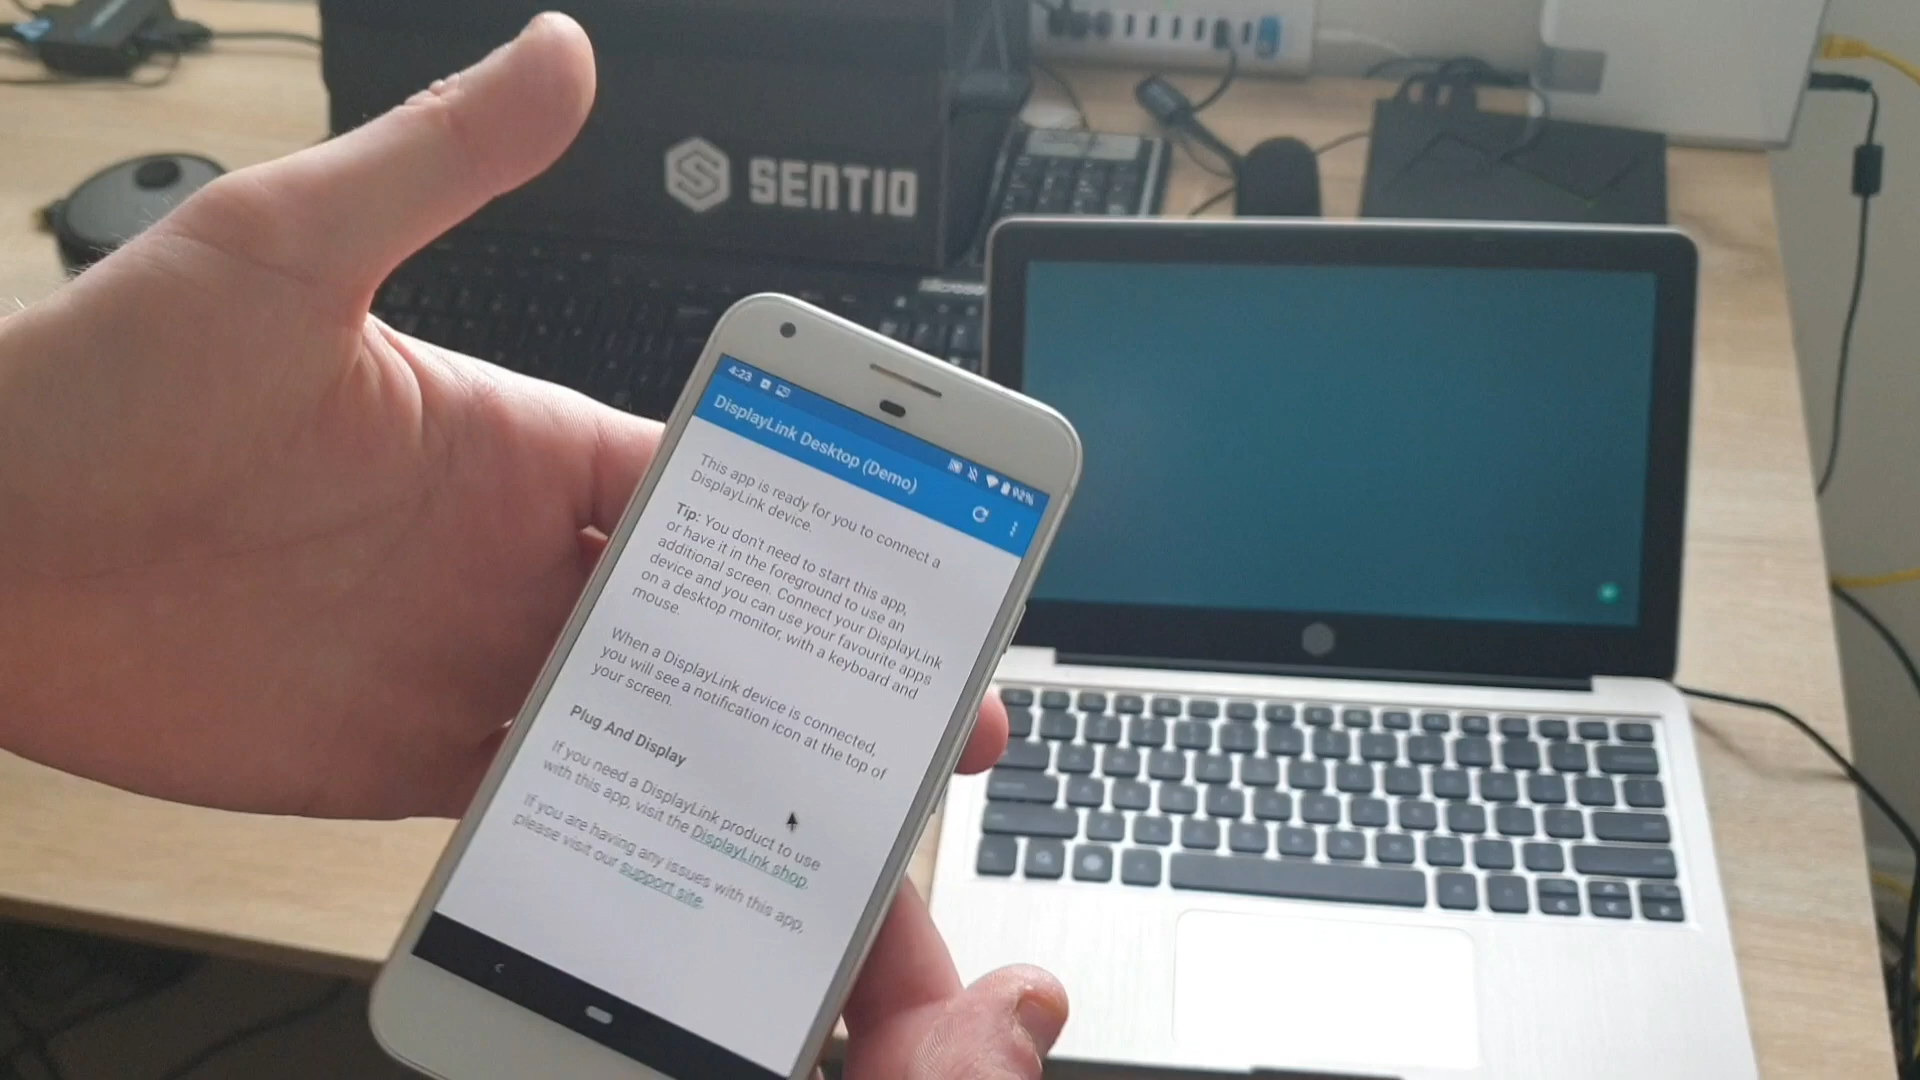 SENTIO
Microsoft
4:23
92%
DisplayLink Desktop (Demo)
This app is ready for you to connect a
DisplayLink device.
Tip: You don't need to start this app,
or have it in the foreground to use an
additional screen. Connect your DisplayLink
device and you can use your favourite apps
on a desktop monitor, with a keyboard and
mouse.
When a DisplayLink device is connected,
you will see a notification icon at the top of
your screen.
Plug And Display
If you need a DisplayLink product to use
with this app, visit the DisplayLink shop.
If you are having any issues with this app,
please visit our support site.